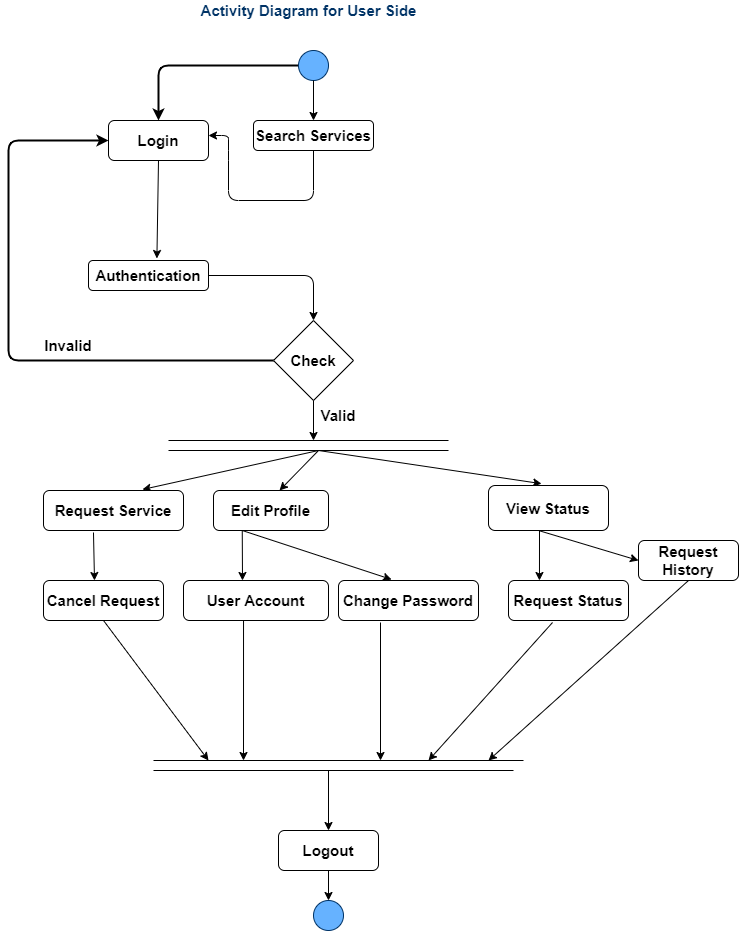 Activity Diagram for User Side
Login
Search Services
Authentication
Invalid
Check
Valid
Request Service
Edit Profile
View Status
Request
History
Cancel Request
User Account
Change Password
Request Status
Logout